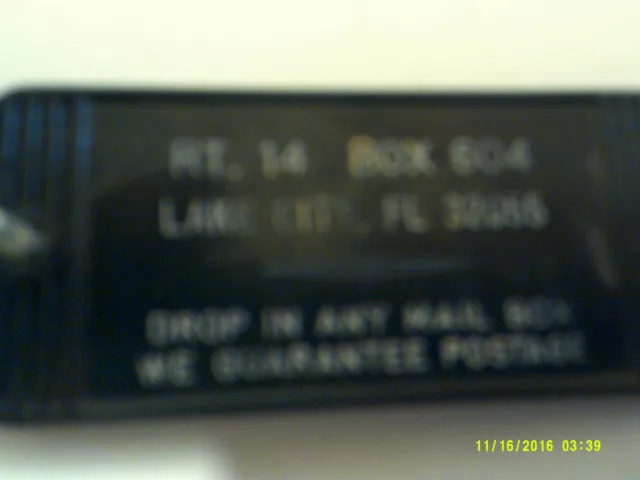 RT. 14 BOX 604
LAKE CITY, FL 32055
DROP IN ANY MAIL BOX
WE GUARANTEE POSTAGE
11/16/2016 03:39